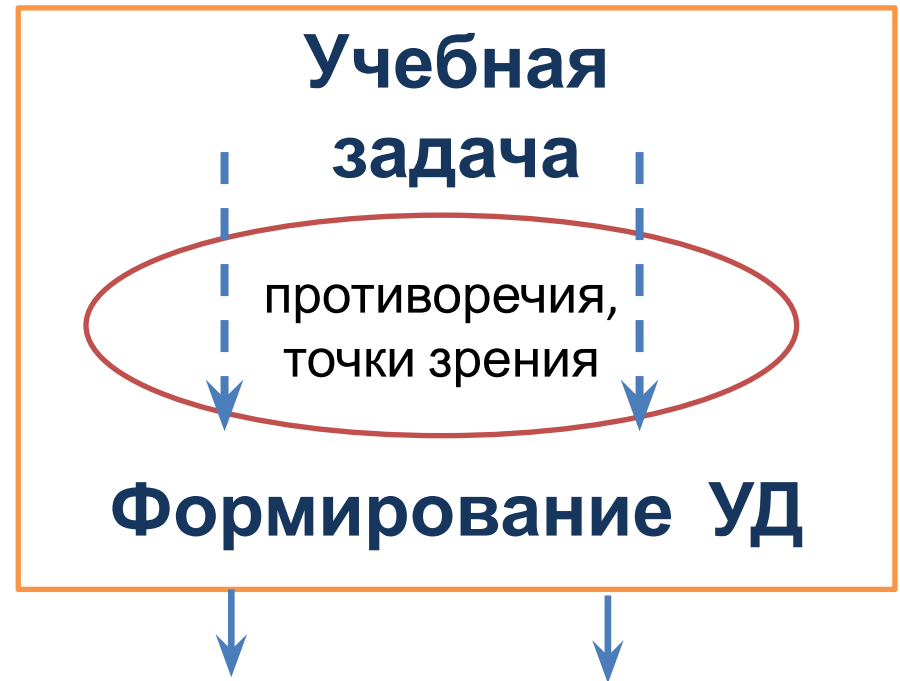 Учебная
задача
противоречия,
точки зрения
Формирование УД